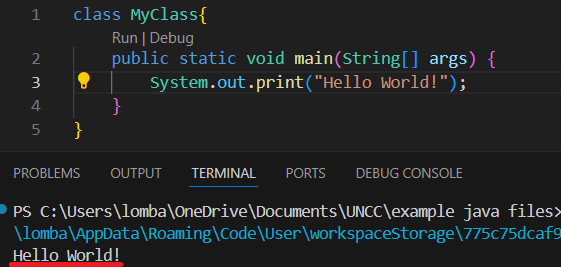 1 class MyClass{
Run | Debug
2 public static void main(String[] args) {
3 System.out.print("Hello World!");
4 }
5 }
PROBLEMS OUTPUT TERMINAL PORTS DEBUG CONSOLE
PS C:\Users\lomba\OneDrive\Documents\UNCC\example java files>
\lomba\AppData\Roaming\Code\User\workspaceStorage\775c75dcaf9
Hello World!